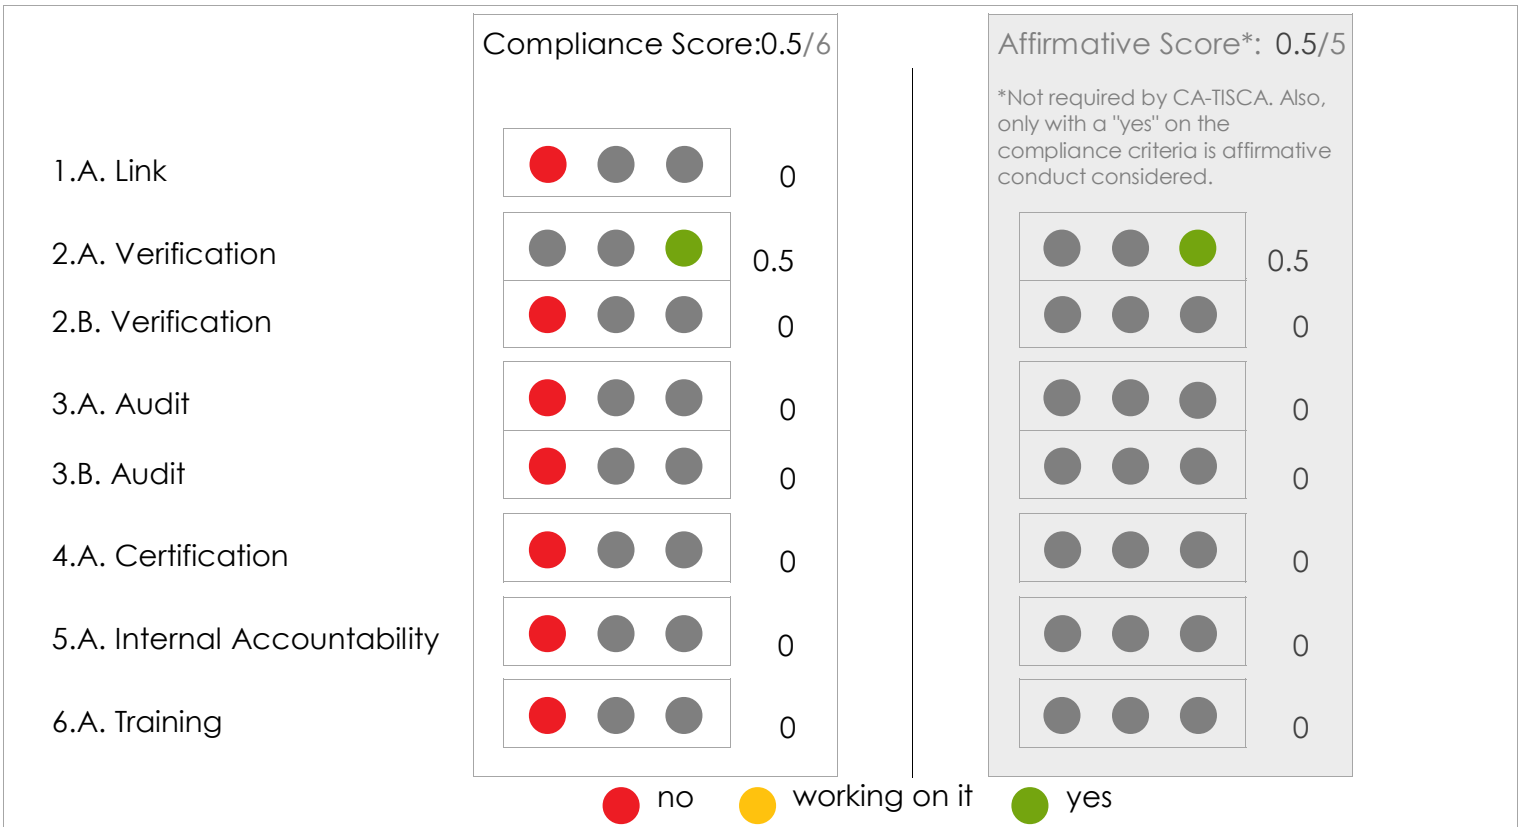 Compliance Score:0.5/6
Affirmative Score*: 0.5/5
*Not required by CA-TISCA. Also,
only with a "yes" on the
compliance criteria is affirmative
conduct considered.
1.A. Link 0
2.A. Verification 0.5 0.5
2.B. Verification 0 0
3.A. Audit 0 0
3.B. Audit 0 0
4.A. Certification 0 0
5.A. Internal Accountability 0 0
6.A. Training 0 0
no working on it yes